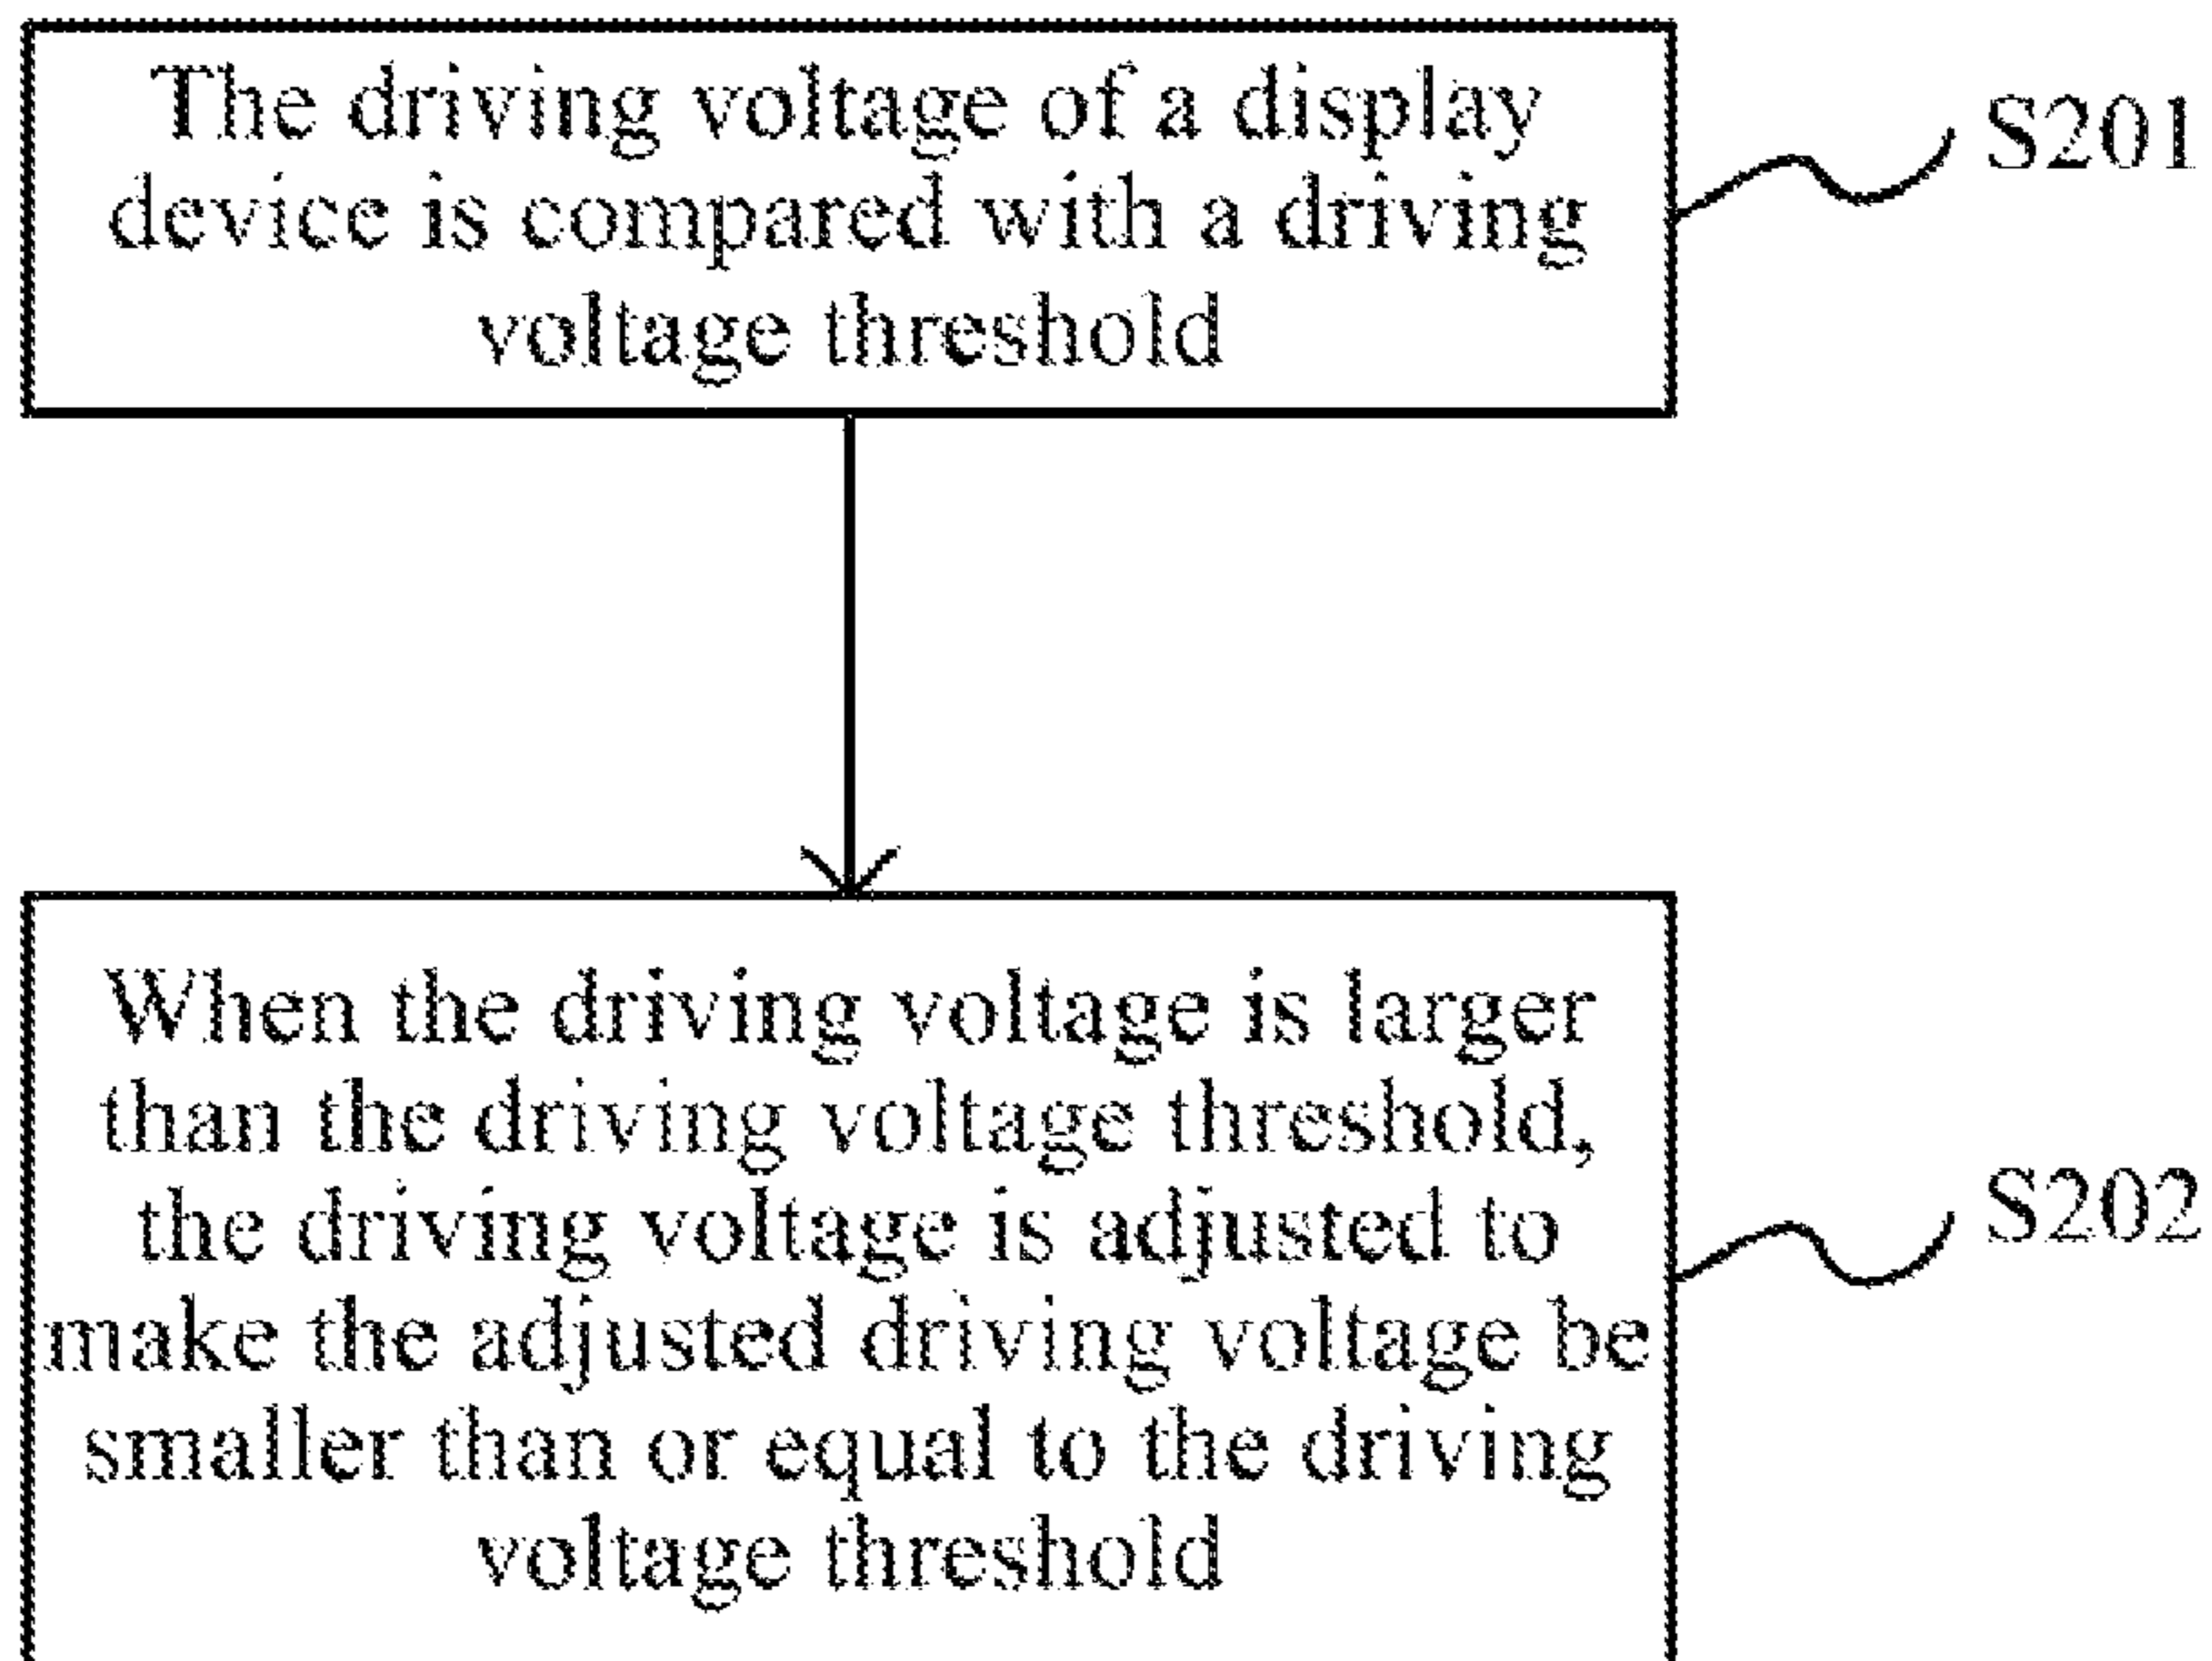 The driving voltage of a display
device is compared with a driving
voltage threshold
S201
When the driving voltage is larger
than the driving voltage threshold,
the driving voltage is adjusted to
make the adjusted driving voltage be
smaller than or equal to the driving
voltage threshold
S202